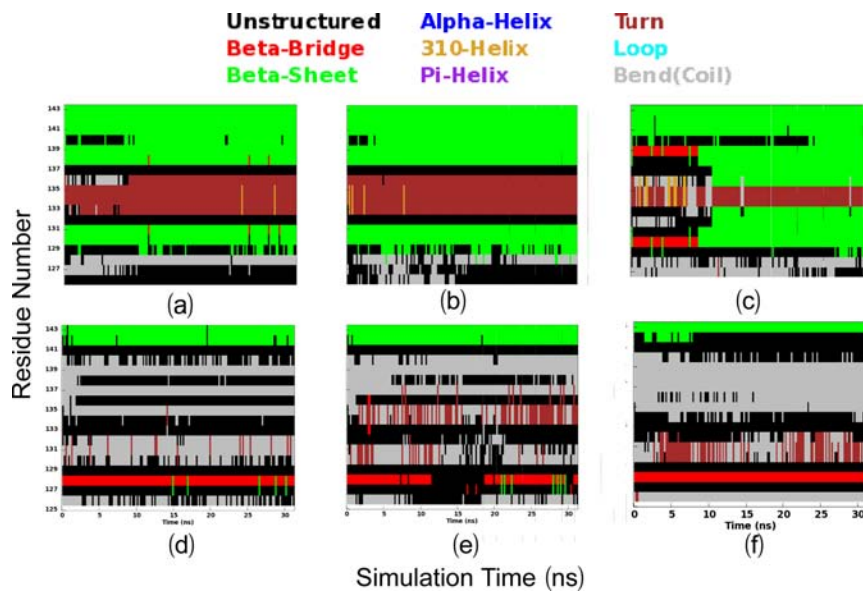 Unstructured Alpha-Helix Turn
Beta-Bridge 310-Helix Loop
Beta-Sheet Pi-Helix Bend(Coil)
Residue Number
143
141
139
137
135
133
131
129
127
(a) (b) (c)
143
141
139
137
135
133
131
129
127
125
0 5 10 15 20 25 30
Time (ns)
(d)
0 5 10 15 20 25 30
Time (ns)
(e)
0 5 10 15 20 25 30
Time (ns)
(f)
Simulation Time (ns)